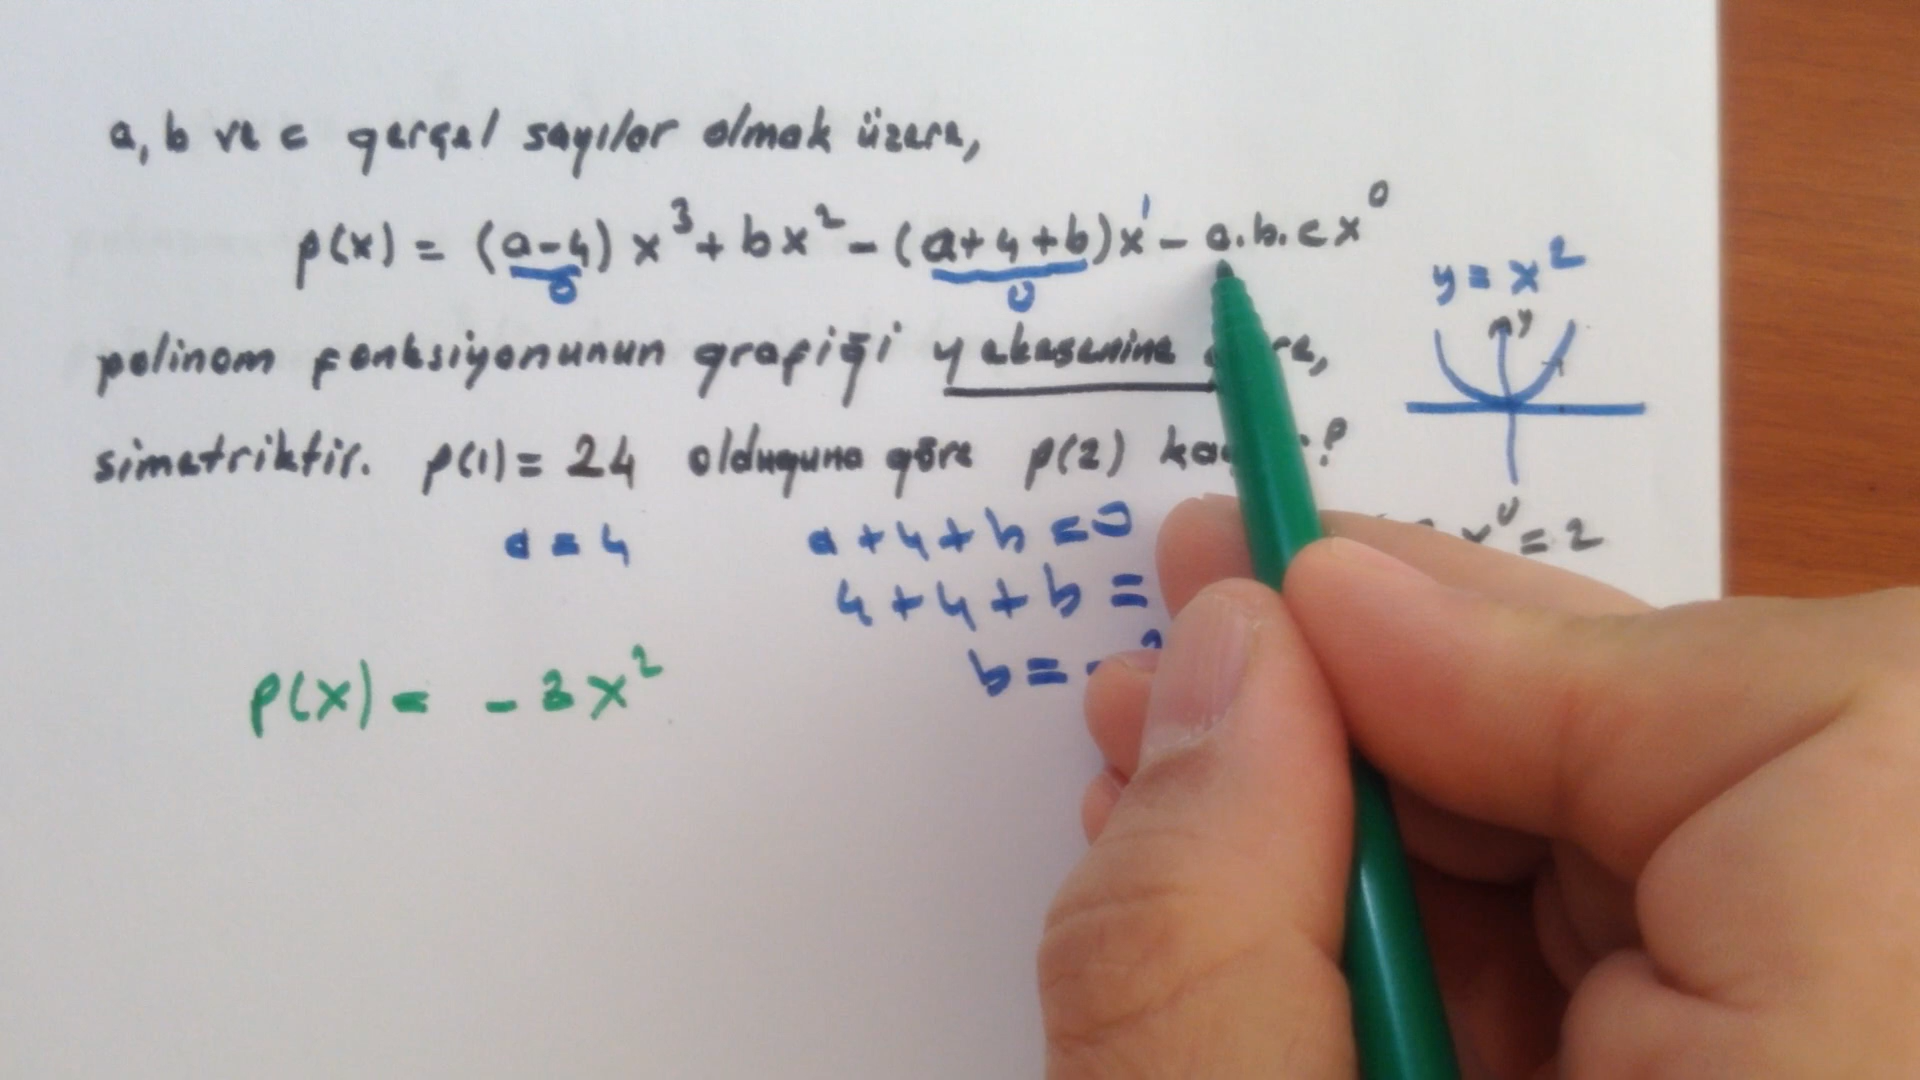 a, b ve c gerçel sayılar olmak üzere,
p(x) = (a-4) x³ + bx² - (a+4+b)x¹ - a.b.c x⁰
0 0
y = x²
y
polinom fonksiyonunun grafiği y eksenine
simetriktir. p(1) = 24 olduğuna göre p(2)
x⁰ = 2
a = 4
a + 4 + b = 0
4 + 4 + b =
b = -
p(x) = - 8x²